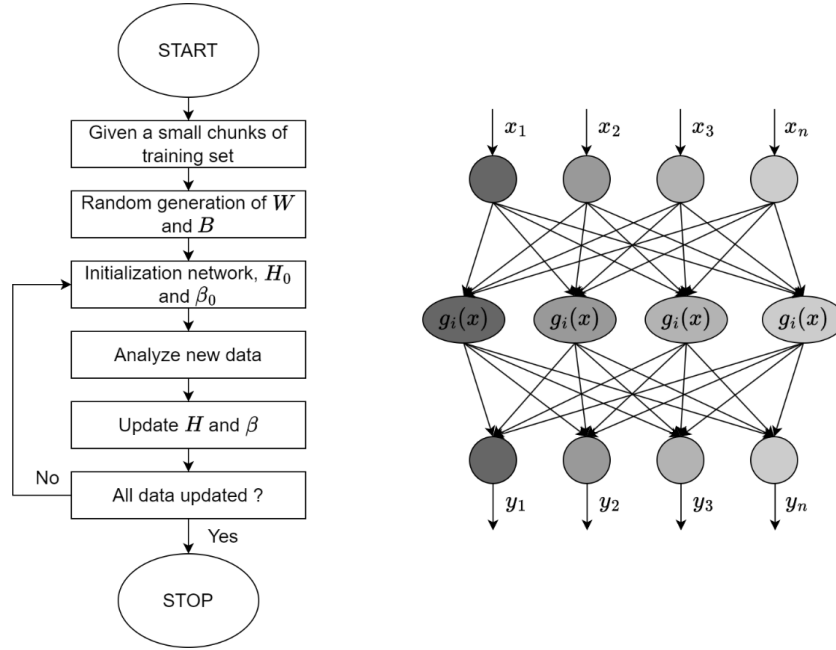 START
Given a small chunks of
training set
Random generation of W
and B
Initialization network, H₀
and β₀
Analyze new data
Update H and β
All data updated ?
No
Yes
STOP
x₁ x₂ x₃ xₙ
gᵢ(x) gᵢ(x) gᵢ(x) gᵢ(x)
y₁ y₂ y₃ yₙ